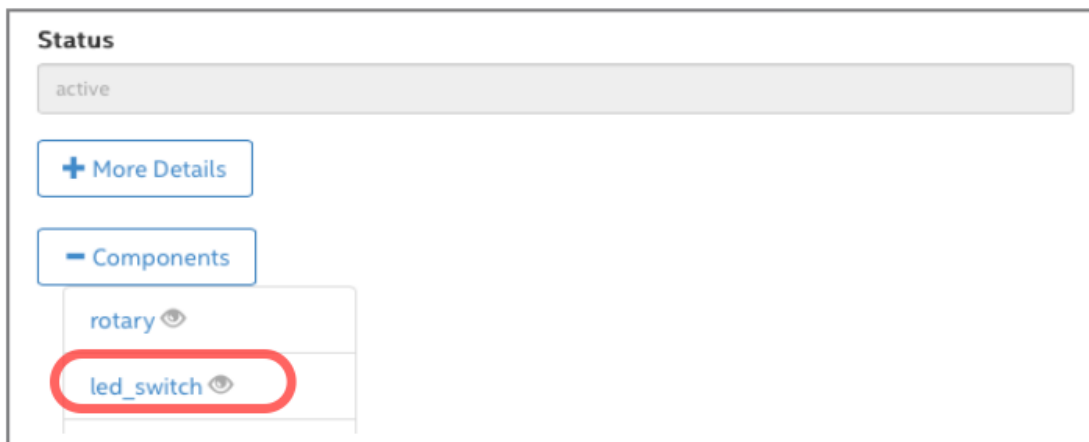 Status
active
More Details
Components
rotary
led_switch